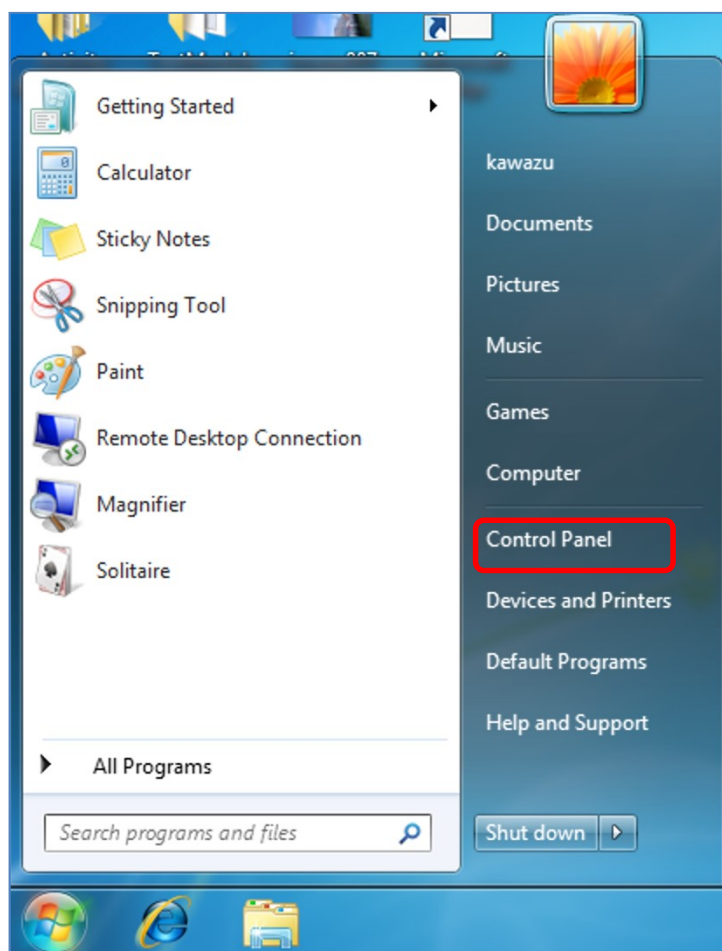 Getting Started
Calculator
Sticky Notes
Snipping Tool
Paint
Remote Desktop Connection
Magnifier
Solitaire
All Programs
Search programs and files
kawazu
Documents
Pictures
Music
Games
Computer
Control Panel
Devices and Printers
Default Programs
Help and Support
Shut down